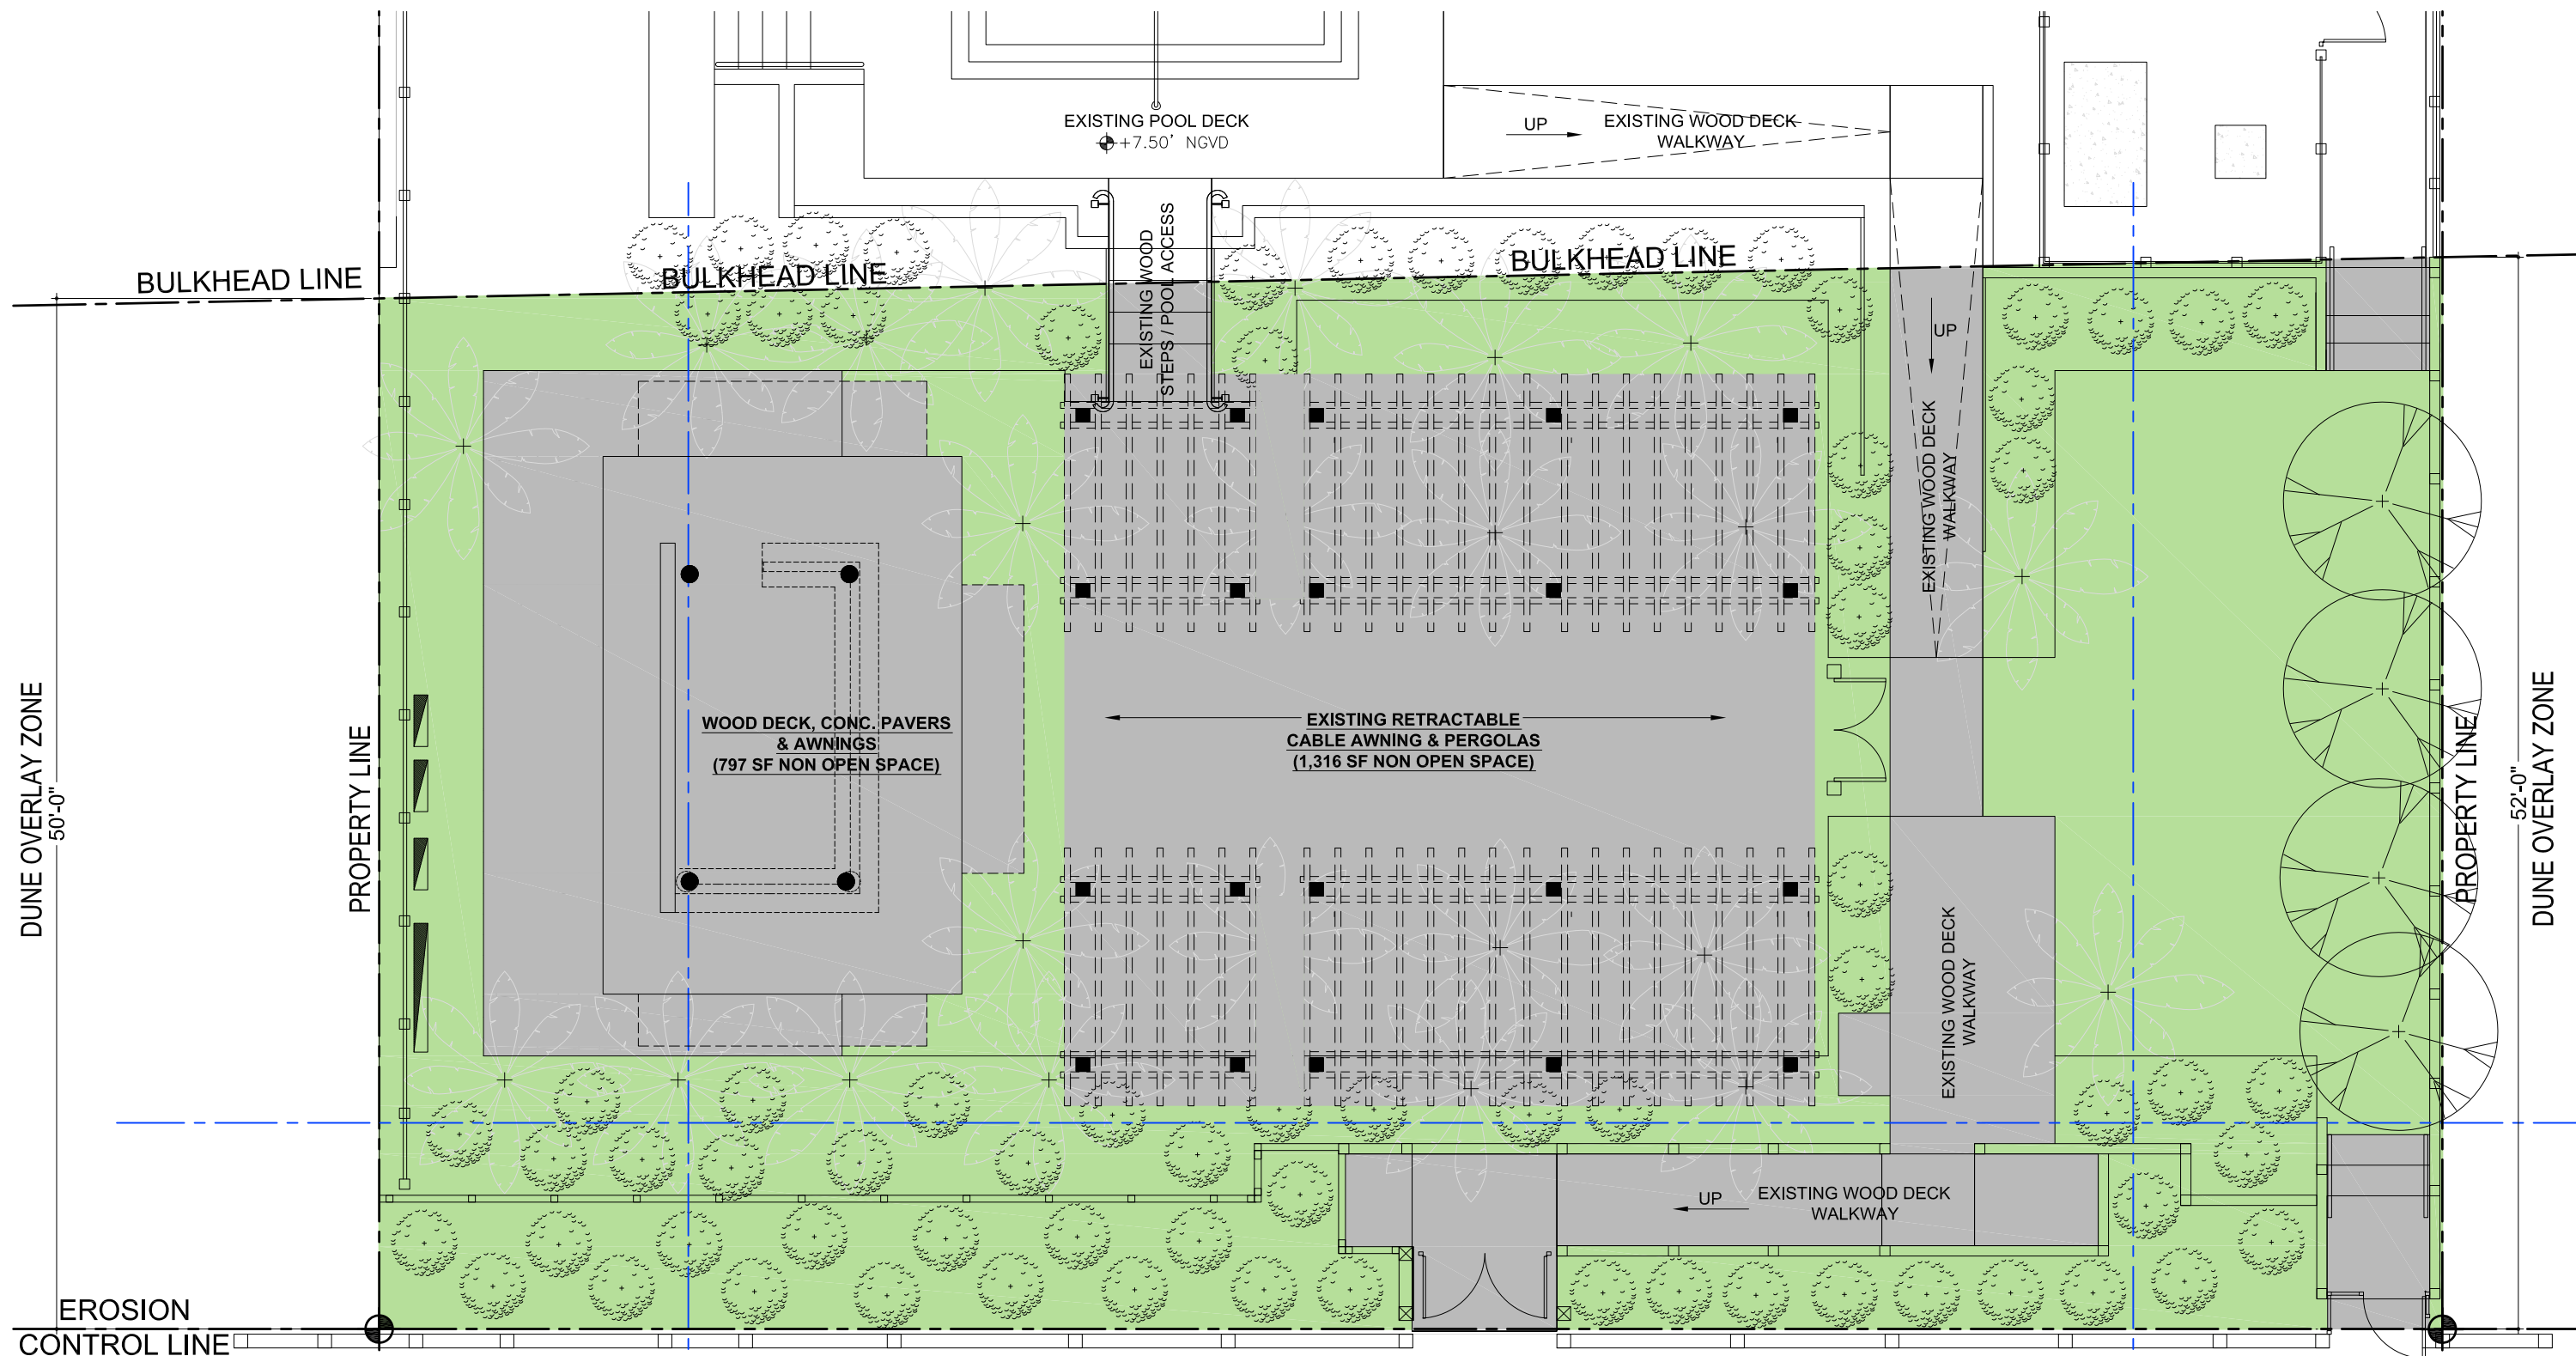 EXISTING POOL DECK
+7.50' NGVD
UP
EXISTING WOOD DECK
WALKWAY
BULKHEAD LINE
BULKHEAD LINE
BULKHEAD LINE
EXISTING WOOD
STEPS / POOL ACCESS
UP
EXISTING WOOD DECK
WALKWAY
DUNE OVERLAY ZONE
50'-0"
PROPERTY LINE
WOOD DECK, CONC. PAVERS
& AWNINGS
(797 SF NON OPEN SPACE)
EXISTING RETRACTABLE
CABLE AWNING & PERGOLAS
(1,316 SF NON OPEN SPACE)
PROPERTY LINE
52'-0"
DUNE OVERLAY ZONE
EXISTING WOOD DECK
WALKWAY
UP
EXISTING WOOD DECK
WALKWAY
EROSION
CONTROL LINE